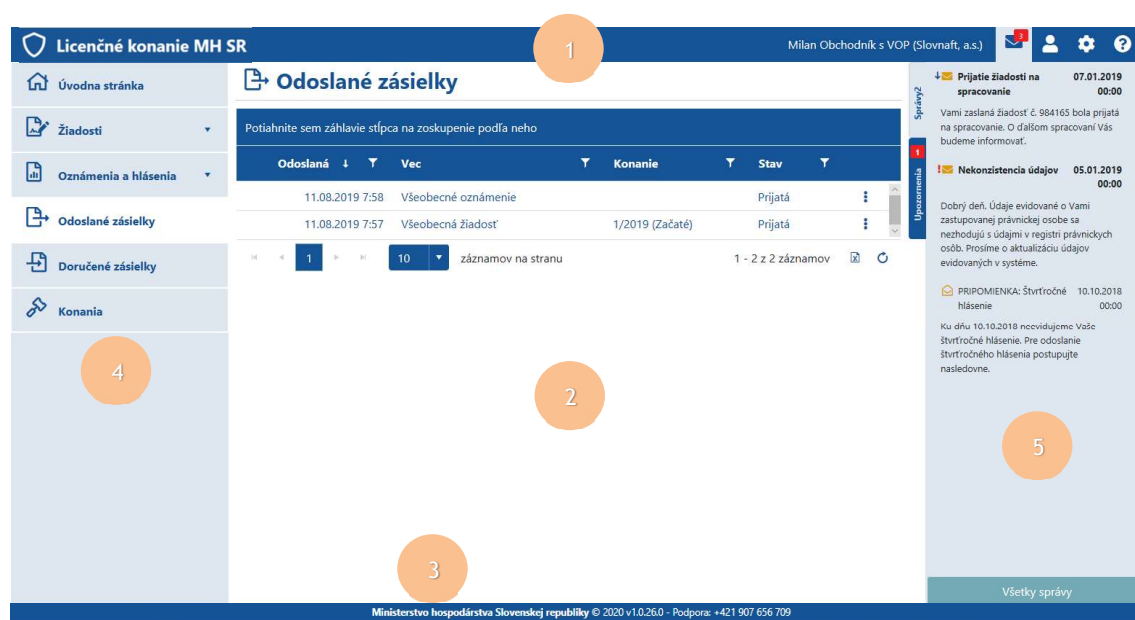 Licenčné konanie MH SR
1
Milan Obchodník s VOP (Slovnaft, a.s.)
3
?
Úvodna stránka
Žiadosti
Oznámenia a hlásenia
Odoslané zásielky
Doručené zásielky
Konania
4
Odoslané zásielky
Potiahnite sem záhlavie stĺpca na zoskupenie podľa neho
Odoslaná Vec Konanie Stav
11.08.2019 7:58 Všeobecné oznámenie Prijatá
11.08.2019 7:57 Všeobecná žiadosť 1/2019 (Začaté) Prijatá
1 10 záznamov na stranu 1 - 2 z 2 záznamov
2
3
Správy2
1
Upozornenia
Prijatie žiadosti na 07.01.2019
spracovanie 00:00
Vami zaslaná žiadosť č. 984165 bola prijatá
na spracovanie. O ďalšom spracovaní Vás
budeme informovať.
Nekonzistencia údajov 05.01.2019
00:00
Dobrý deň. Údaje evidované o Vami
zastupovanej právnickej osobe sa
nezhodujú s údajmi v registri právnickych
osôb. Prosíme o aktualizáciu údajov
evidovaných v systéme.
PRIPOMIENKA: Štvrťročné 10.10.2018
hlásenie 00:00
Ku dňu 10.10.2018 neevidujeme Vaše
štvrťročné hlásenie. Pre odoslanie
štvrťročného hlásenia postupujte
nasledovne.
5
Všetky správy
Ministerstvo hospodárstva Slovenskej republiky © 2020 v1.0.26.0 - Podpora: +421 907 656 709